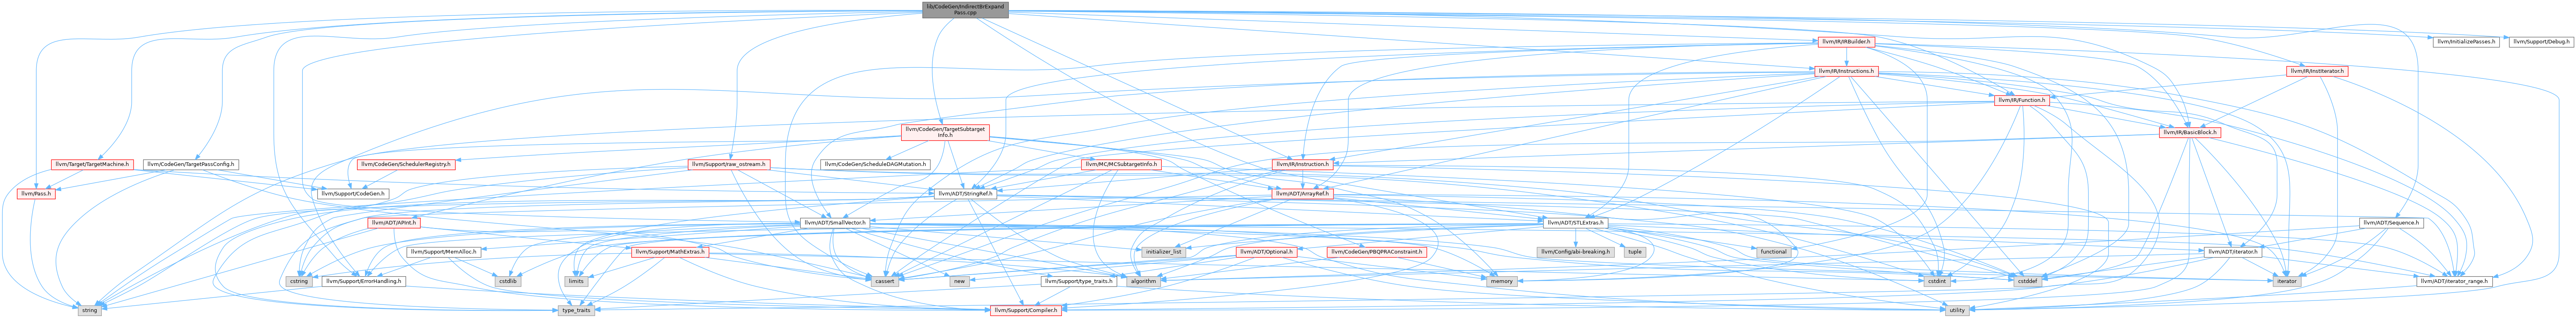 lib/CodeGen/IndirectBrExpand
Pass.cpp
llvm/IR/IRBuilder.h
llvm/InitializePasses.h
llvm/Support/Debug.h
llvm/IR/Instructions.h
llvm/IR/InstIterator.h
llvm/IR/Function.h
llvm/CodeGen/TargetSubtarget
Info.h
llvm/IR/BasicBlock.h
llvm/Target/TargetMachine.h
llvm/CodeGen/TargetPassConfig.h
llvm/CodeGen/SchedulerRegistry.h
llvm/Support/raw_ostream.h
llvm/CodeGen/ScheduleDAGMutation.h
llvm/MC/MCSubtargetInfo.h
llvm/IR/Instruction.h
llvm/Pass.h
llvm/Support/CodeGen.h
llvm/ADT/StringRef.h
llvm/ADT/ArrayRef.h
llvm/ADT/APInt.h
llvm/ADT/SmallVector.h
llvm/ADT/STLExtras.h
llvm/ADT/Sequence.h
llvm/Support/MemAlloc.h
llvm/Support/MathExtras.h
initializer_list
llvm/ADT/Optional.h
llvm/CodeGen/PBQPRAConstraint.h
llvm/Config/abi-breaking.h
tuple
functional
llvm/ADT/iterator.h
cstring
llvm/Support/ErrorHandling.h
cstdlib
limits
cassert
new
llvm/Support/type_traits.h
algorithm
memory
cstdint
cstddef
iterator
llvm/ADT/iterator_range.h
string
type_traits
llvm/Support/Compiler.h
utility